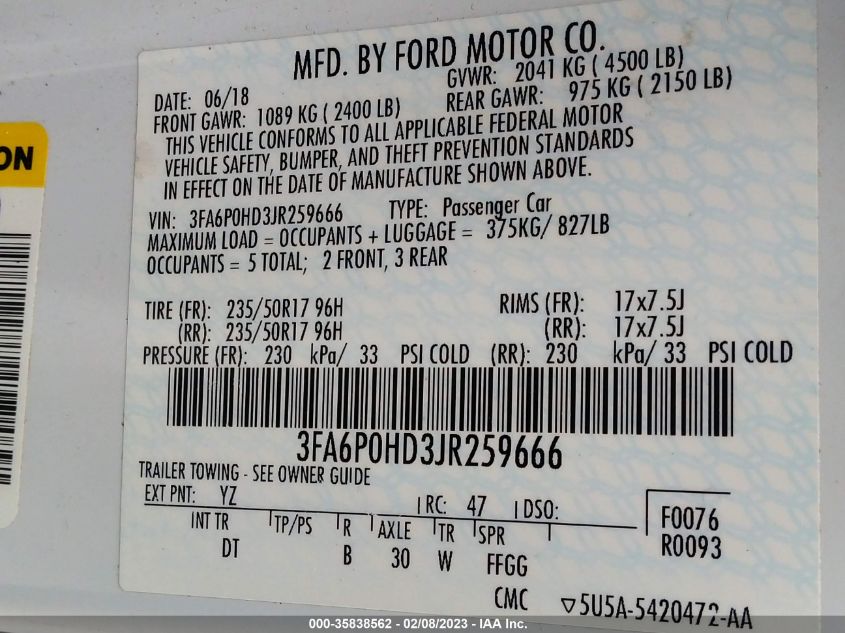 MFD. BY FORD MOTOR CO.
DATE: 06/18 GVWR: 2041 KG ( 4500 LB)
FRONT GAWR: 1089 KG ( 2400 LB) REAR GAWR: 975 KG ( 2150 LB)
THIS VEHICLE CONFORMS TO ALL APPLICABLE FEDERAL MOTOR
VEHICLE SAFETY, BUMPER, AND THEFT PREVENTION STANDARDS
IN EFFECT ON THE DATE OF MANUFACTURE SHOWN ABOVE.
ON
VIN: 3FA6P0HD3JR259666 TYPE: Passenger Car
MAXIMUM LOAD = OCCUPANTS + LUGGAGE = 375KG/ 827LB
OCCUPANTS = 5 TOTAL; 2 FRONT, 3 REAR
TIRE (FR): 235/50R17 96H RIMS (FR): 17x7.5J
(RR): 235/50R17 96H (RR): 17x7.5J
PRESSURE (FR): 230 kPa/ 33 PSI COLD (RR): 230 kPa/ 33 PSI COLD
3FA6P0HD3JR259666
TRAILER TOWING - SEE OWNER GUIDE
EXT PNT: YZ RC: 47 DSO: F0076
INT TR TP/PS R AXLE TR SPR R0093
DT B 30 W FFGG
CMC ▽5U5A-5420472-AA
000-35838562 — 02/08/2023 — IAA Inc.